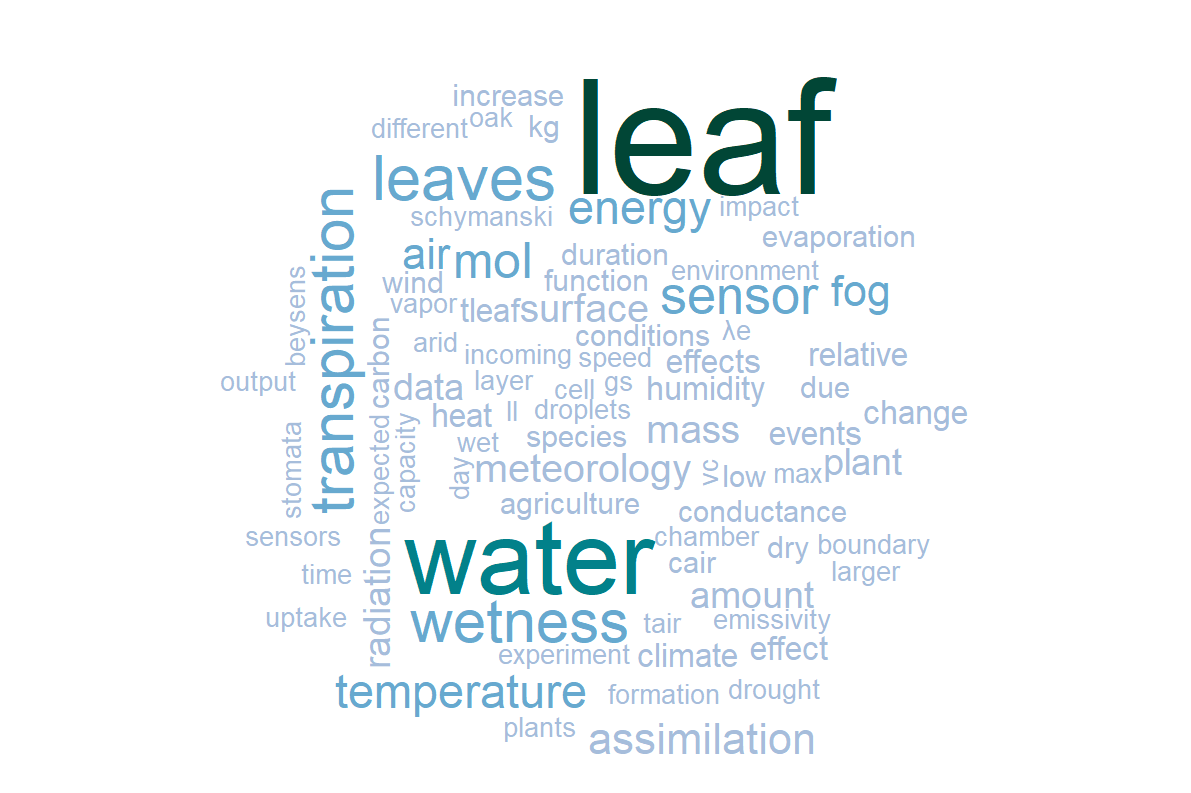 increase
leaf
different
oak
kg
leaves
transpiration
energy
impact
schymanski
evaporation
air
mol
duration
environment
beysens
wind
function
sensor
fog
vapor
tleaf
surface
carbon
conditions
λe
arid
incoming
speed
effects
relative
output
data
layer
cell
gs
humidity
due
heat
ll
droplets
change
expected
capacity
wet
species
mass
events
stomata
day
meteorology
vc
low
max
plant
agriculture
conductance
sensors
radiation
water
chamber
dry
boundary
time
cair
larger
uptake
wetness
amount
tair
emissivity
experiment
climate
effect
temperature
formation
drought
plants
assimilation